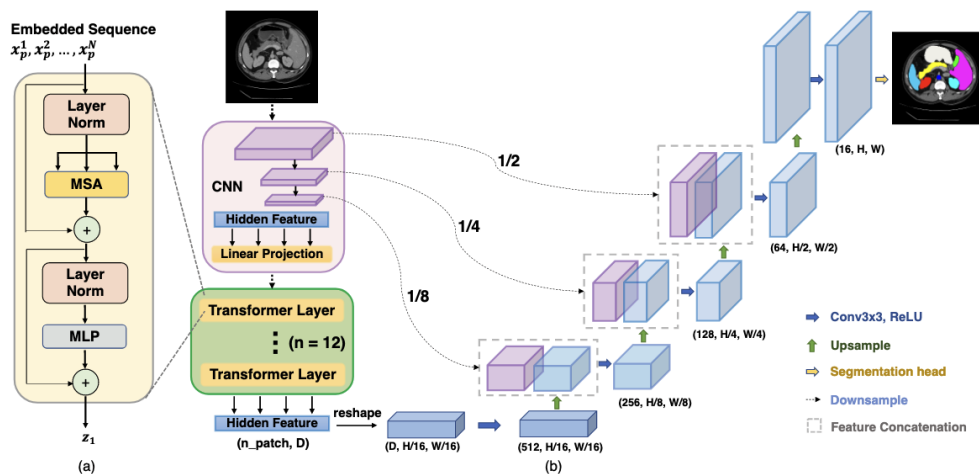 Embedded Sequence
x_p^1, x_p^2, ..., x_p^N
Layer
Norm
MSA
+
Layer
Norm
MLP
+
z_1
(a)
CNN
Hidden Feature
Linear Projection
Transformer Layer
(n = 12)
Transformer Layer
Hidden Feature
(n_patch, D)
reshape
(D, H/16, W/16)
(512, H/16, W/16)
(b)
1/2
1/4
1/8
(256, H/8, W/8)
(128, H/4, W/4)
(64, H/2, W/2)
(16, H, W)
Conv3x3, ReLU
Upsample
Segmentation head
Downsample
Feature Concatenation